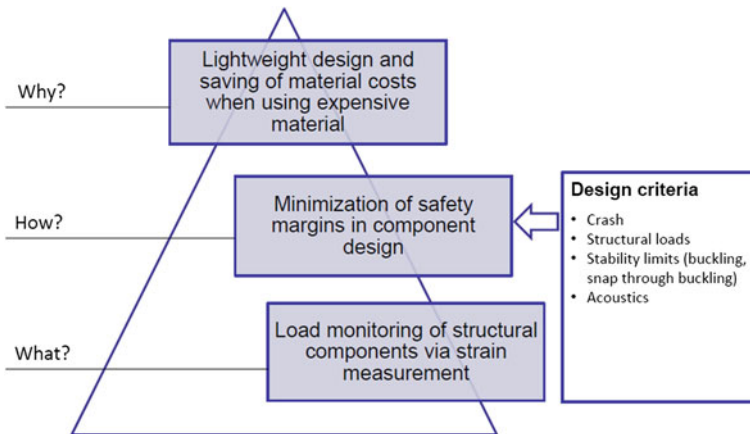 Why?
Lightweight design and
saving of material costs
when using expensive
material
How?
Minimization of safety
margins in component
design
Design criteria
• Crash
• Structural loads
• Stability limits (buckling,
snap through buckling)
• Acoustics
What?
Load monitoring of structural
components via strain
measurement